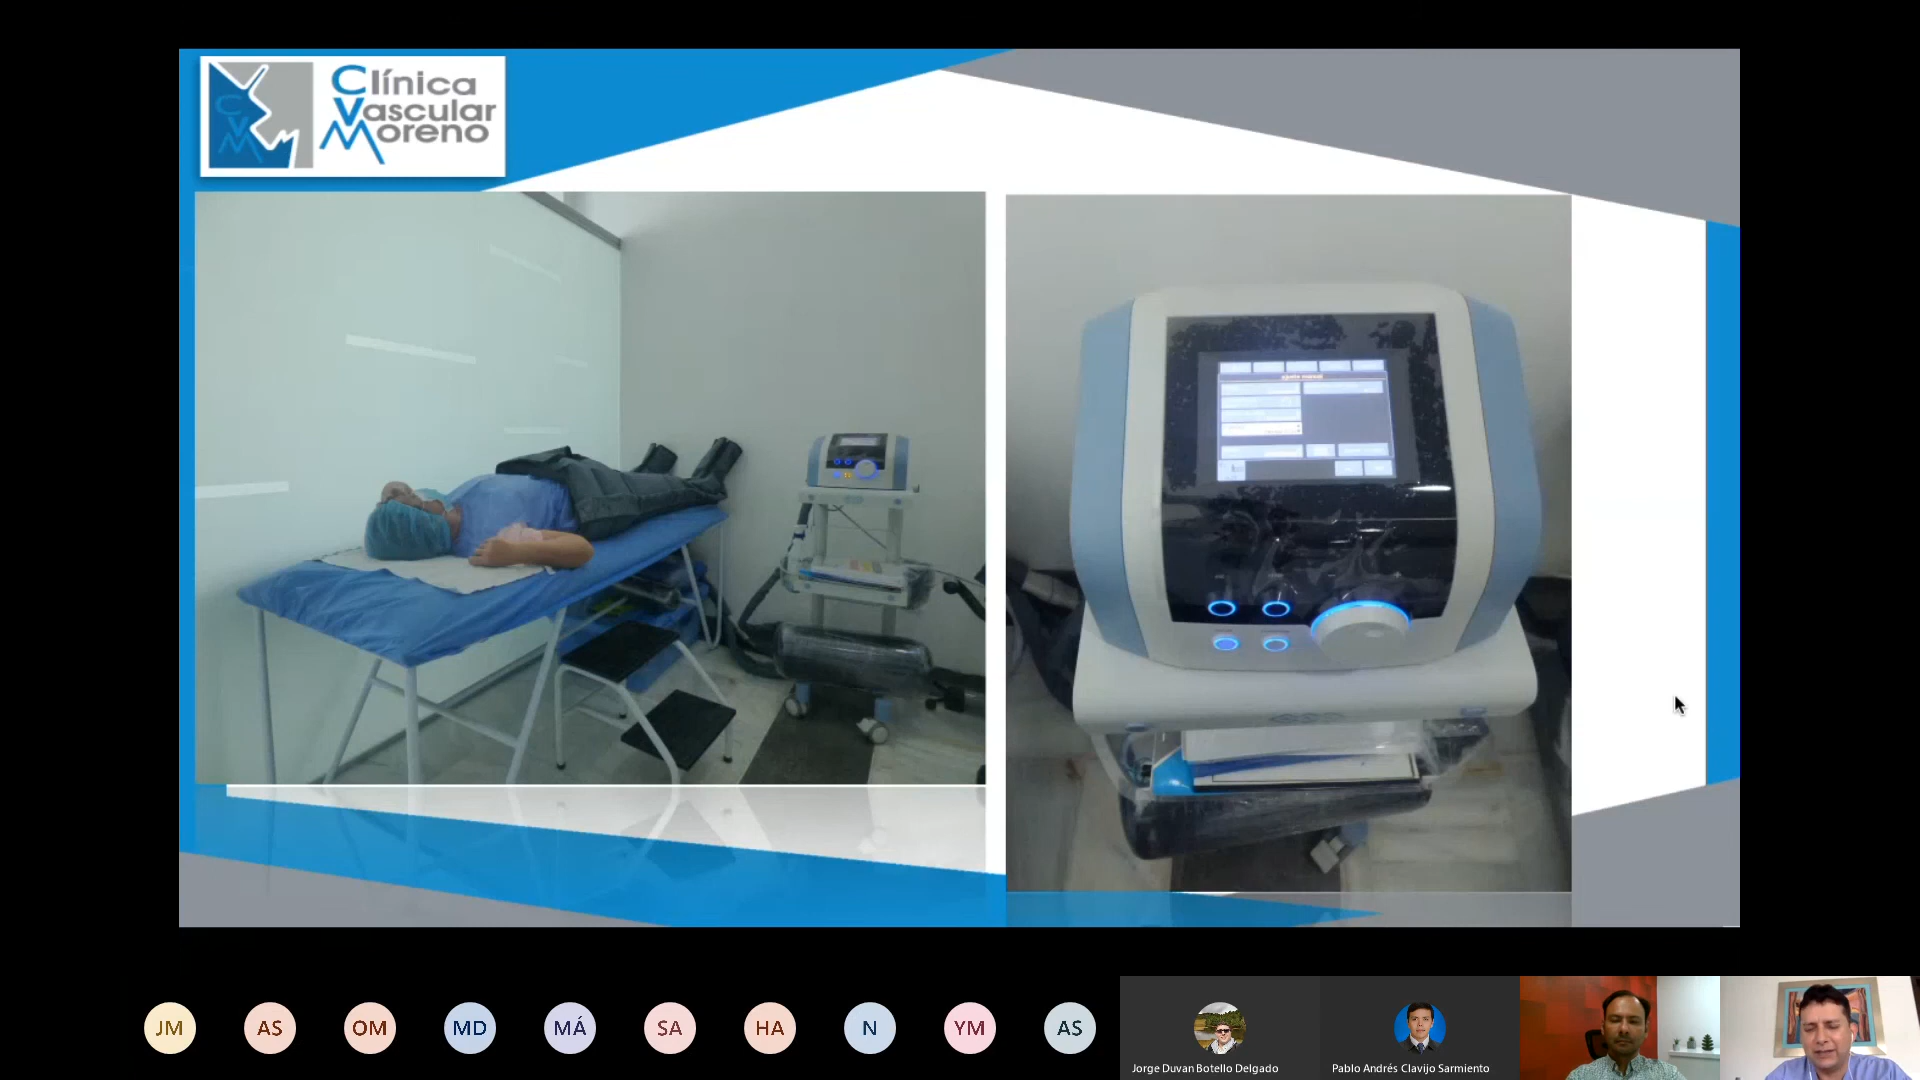 Clínica
Vascular
Moreno
CVM
JM
AS
OM
MD
MÁ
SA
HA
N
YM
AS
Jorge Duvan Botello Delgado
Pablo Andrés Clavijo Sarmiento